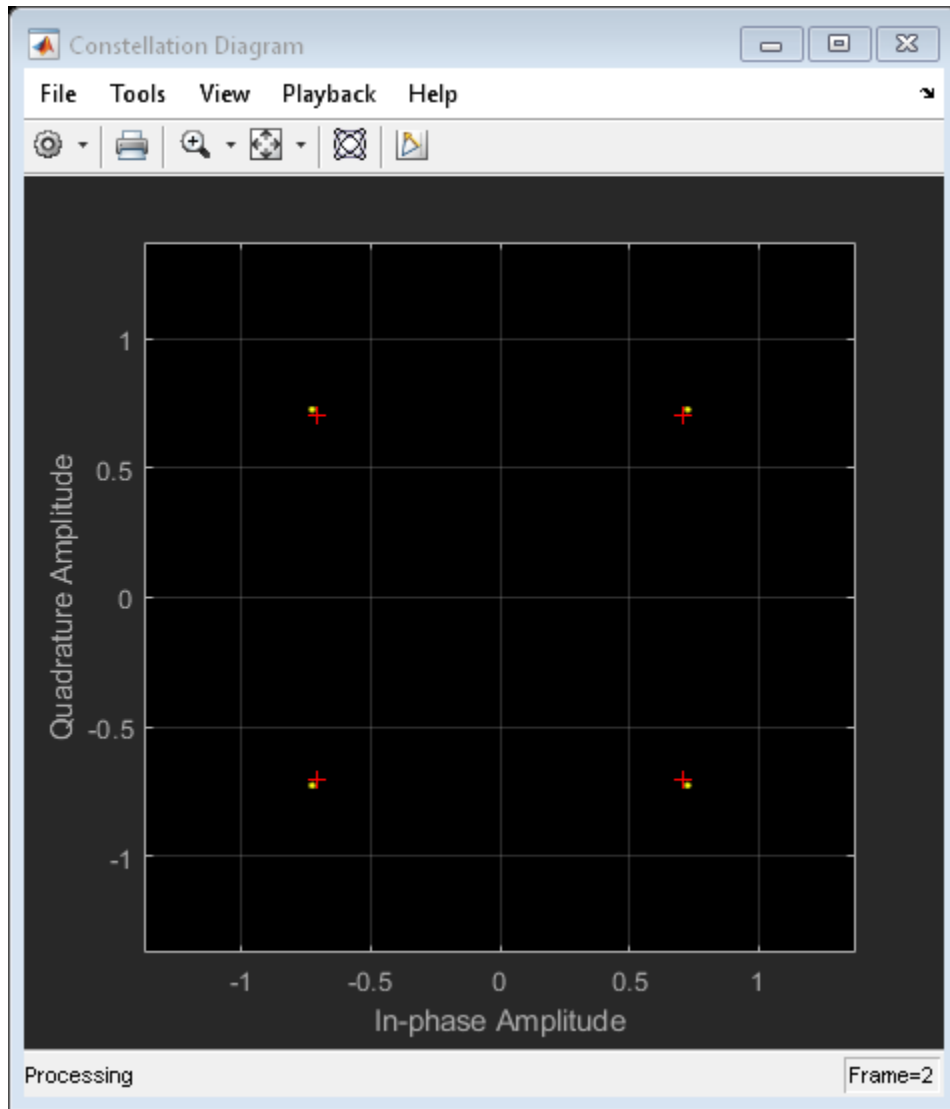 Constellation Diagram
File Tools View Playback Help
1
0.5
0
-0.5
-1
Quadrature Amplitude
-1 -0.5 0 0.5 1
In-phase Amplitude
Processing Frame=2